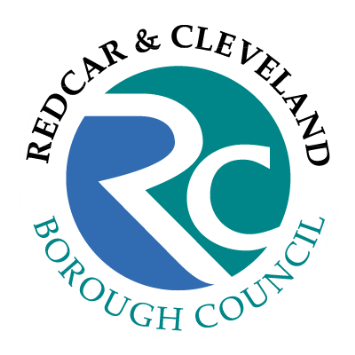 REDCAR & CLEVELAND
RC
BOROUGH COUNCIL